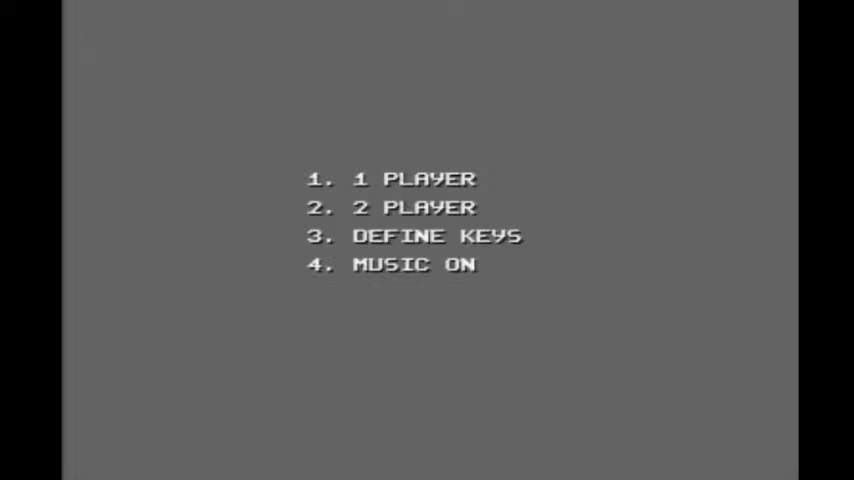 1. 1 PLAYER
2. 2 PLAYER
3. DEFINE KEYS
4. MUSIC ON